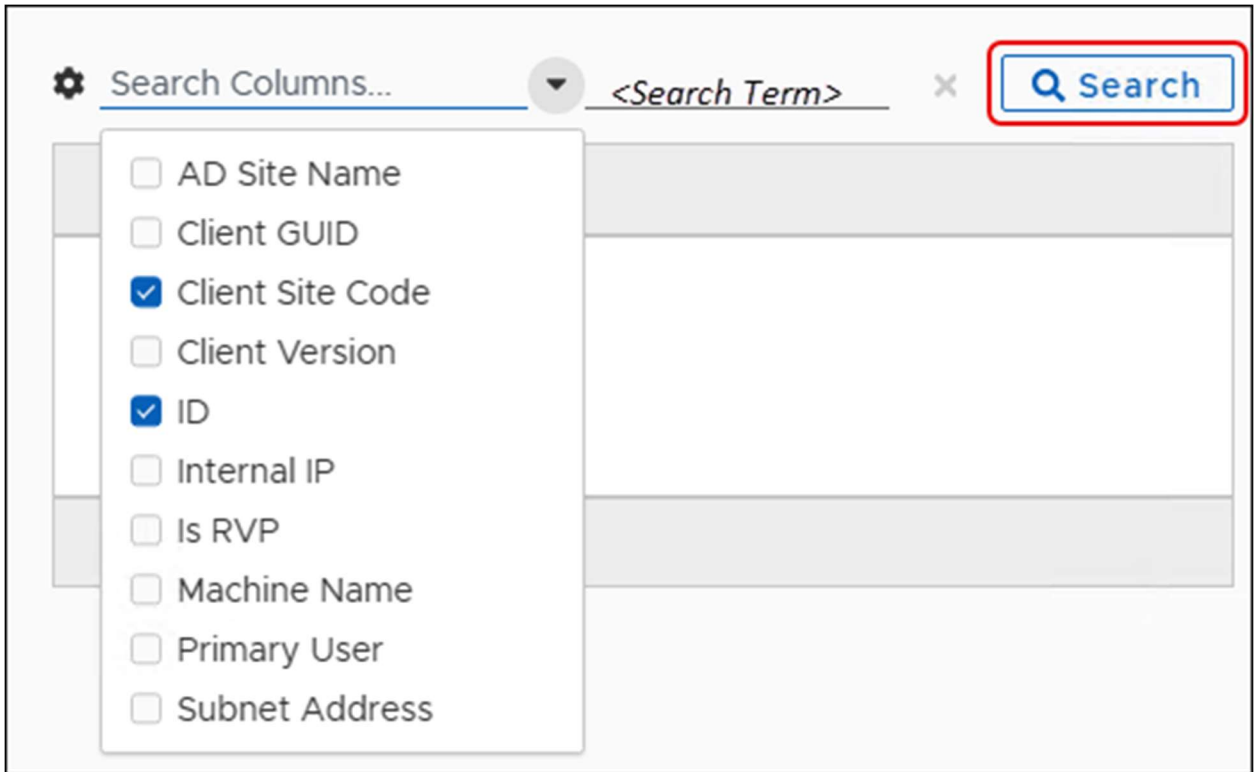 Search Columns... <Search Term> Search
AD Site Name
Client GUID
Client Site Code
Client Version
ID
Internal IP
Is RVP
Machine Name
Primary User
Subnet Address